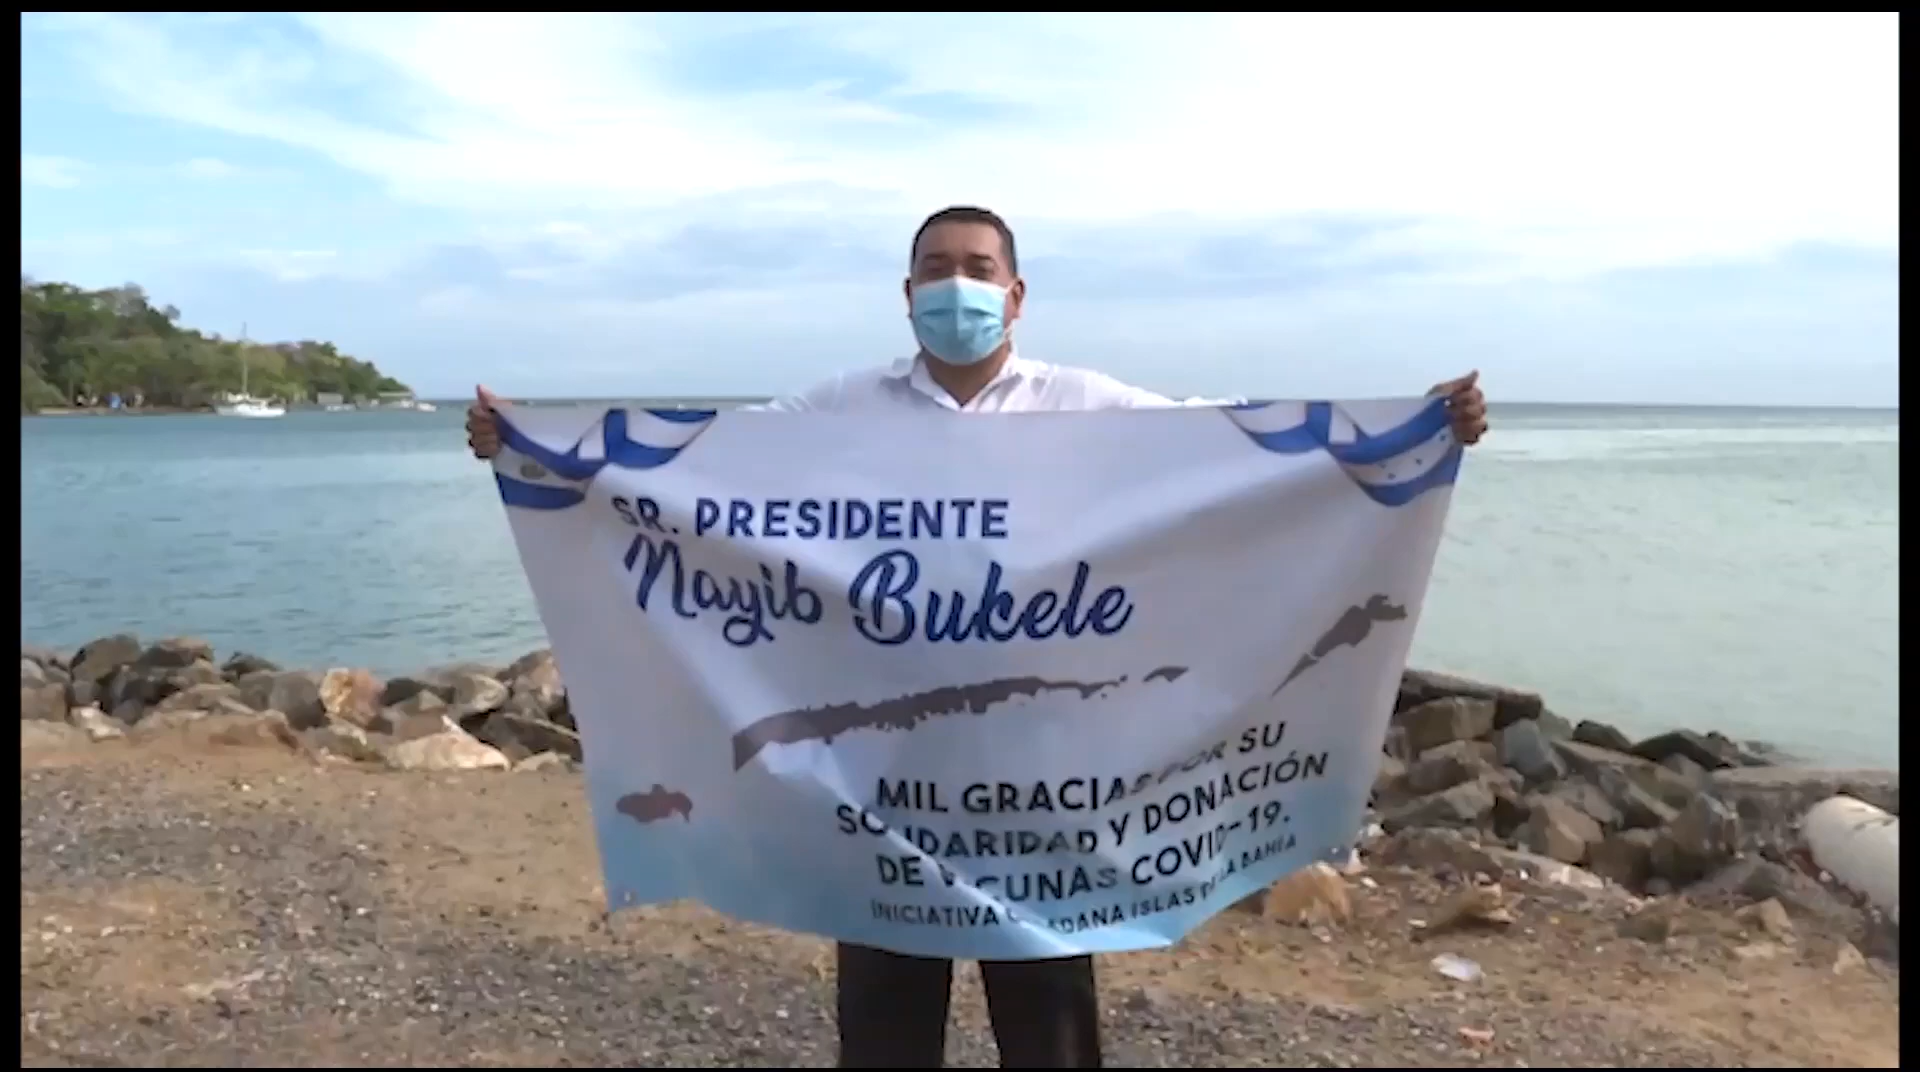 SR. PRESIDENTE
Nayib Bukele
MIL GRACIAS POR SU
SOLIDARIDAD Y DONACIÓN
DE VACUNAS COVID-19.
INICIATIVA CIUDADANA ISLAS DE LA BAHIA